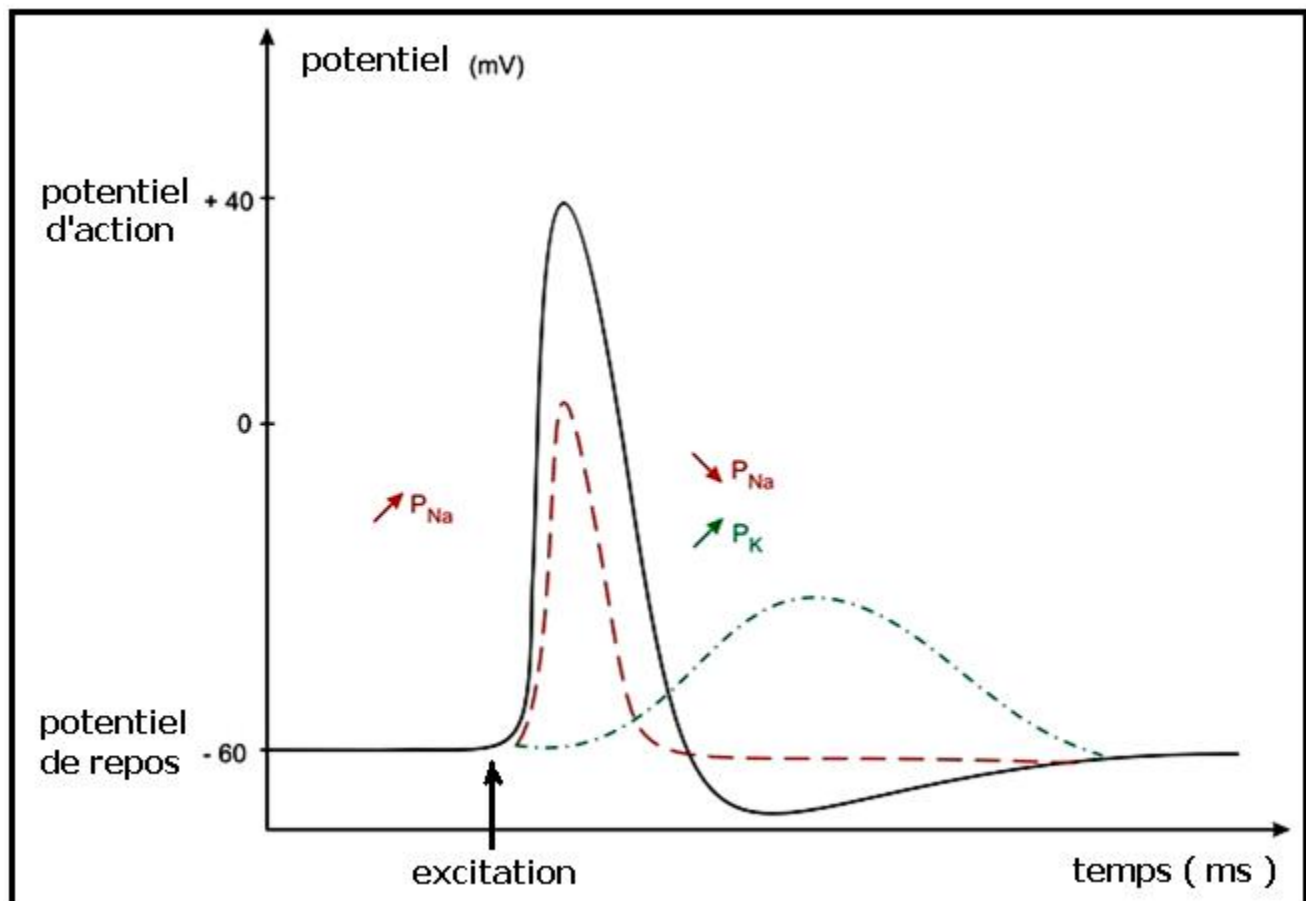 potentiel (mV)
potentiel
d'action
+ 40
0
P_Na
P_Na
P_K
potentiel
de repos
- 60
excitation
temps ( ms )